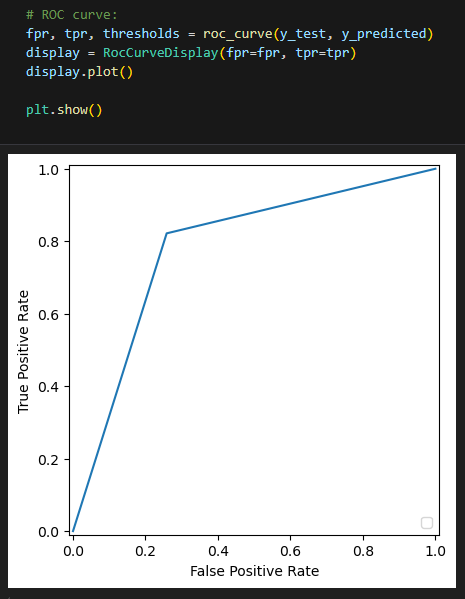 # ROC curve:
fpr, tpr, thresholds = roc_curve(y_test, y_predicted)
display = RocCurveDisplay(fpr=fpr, tpr=tpr)
display.plot()
plt.show()
1.0
0.8
0.6
0.4
0.2
0.0
True Positive Rate
0.0 0.2 0.4 0.6 0.8 1.0
False Positive Rate